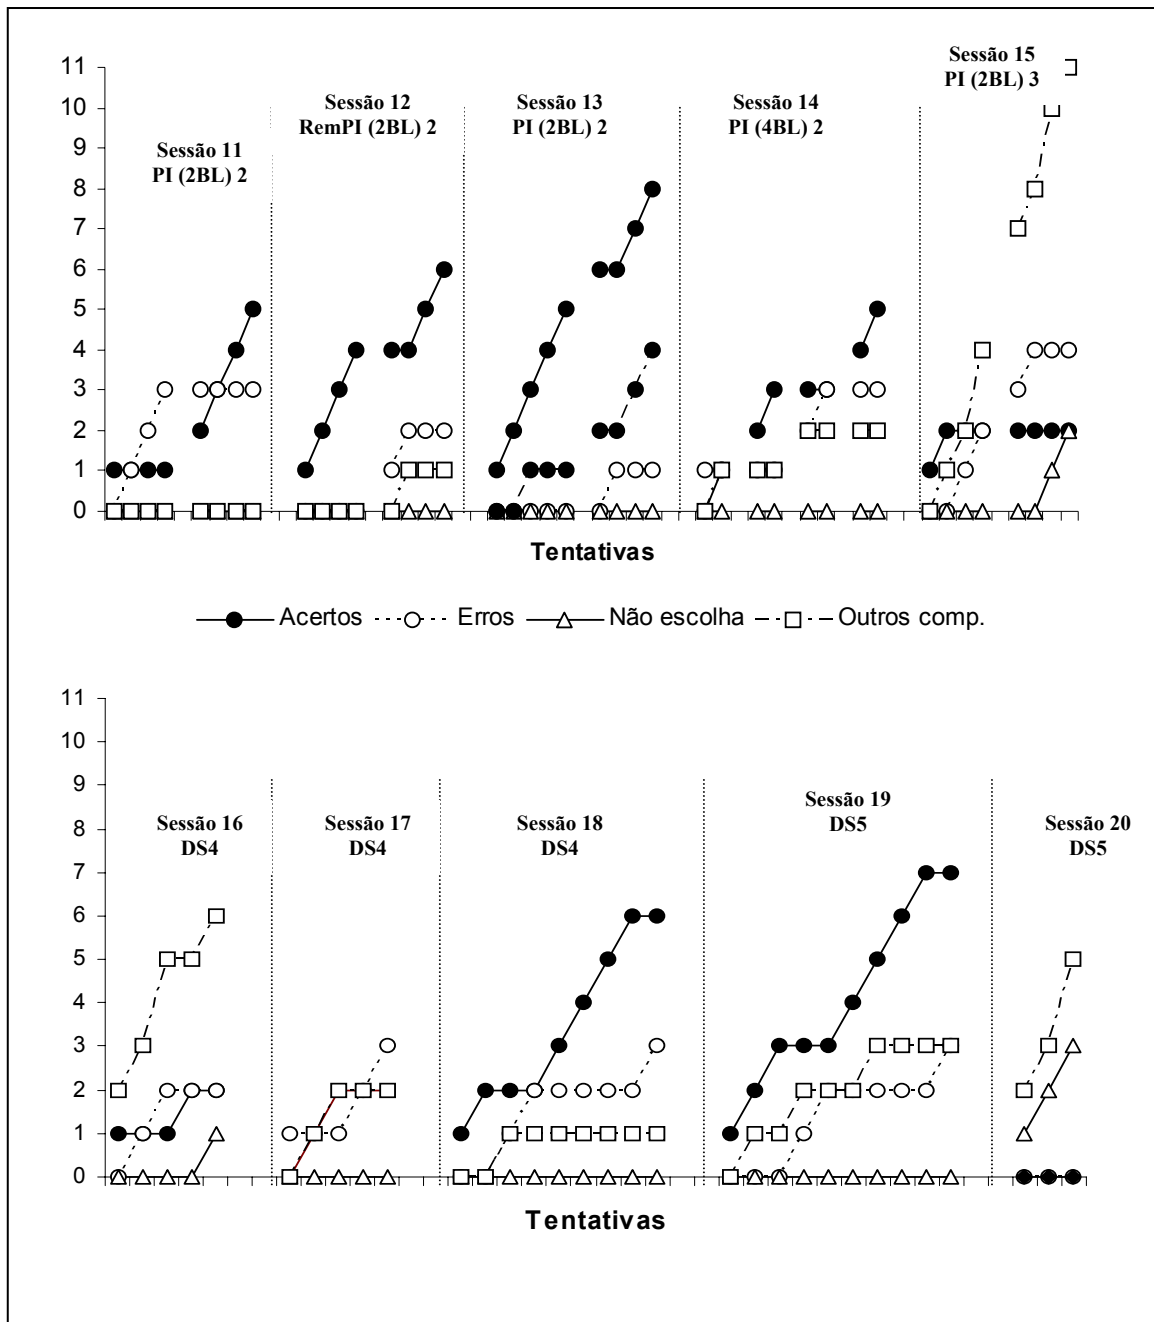 Sessão 15
PI (2BL) 3
Sessão 12
RemPI (2BL) 2
Sessão 13
PI (2BL) 2
Sessão 14
PI (4BL) 2
Sessão 11
PI (2BL) 2
11
10
9
8
7
6
5
4
3
2
1
0
Tentativas
Acertos
Erros
Não escolha
Outros comp.
11
10
9
8
7
6
5
4
3
2
1
0
Sessão 16
DS4
Sessão 17
DS4
Sessão 18
DS4
Sessão 19
DS5
Sessão 20
DS5
Tentativas